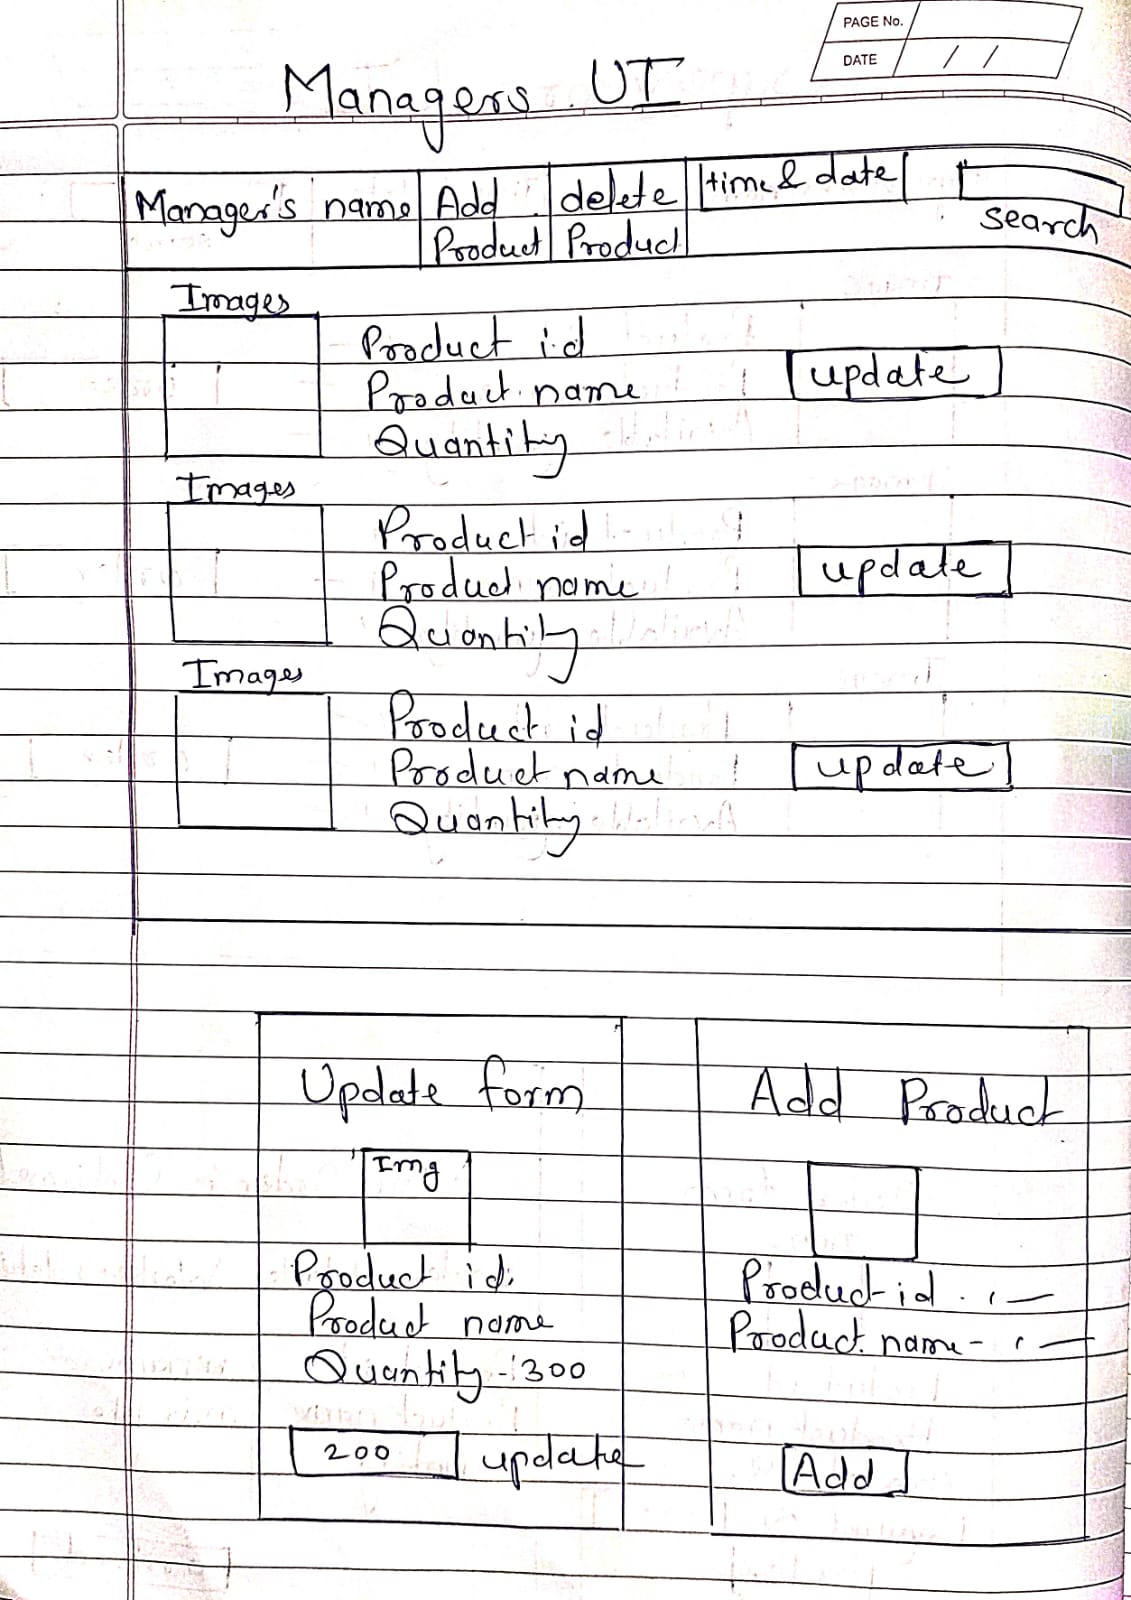 PAGE No.
DATE / /
Managers UI
Manager's name Add Product delete Product time & date search
Images
Product id
Product name
Quantity
update
Images
Product id
Product name
Quantity
update
Images
Product id
Product name
Quantity
update
Update form
Img
Product id
Product name
Quantity - 300
200 update
Add Product
Product id
Product name -
Add